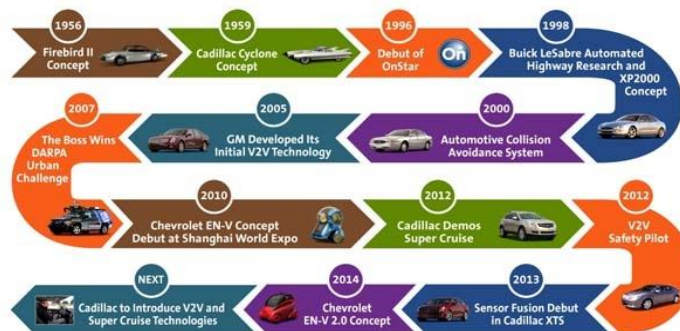 1956
Firebird II
Concept
1959
Cadillac Cyclone
Concept
1996
Debut of
OnStar
On
1998
Buick LeSabre Automated
Highway Research and
XP2000
Concept
2000
Automotive Collision
Avoidance System
2005
GM Developed Its
Initial V2V Technology
2007
The Boss Wins
DARPA
Urban
Challenge
2010
Chevrolet EN-V Concept
Debut at Shanghai World Expo
2012
Cadillac Demos
Super Cruise
2012
V2V
Safety Pilot
2013
Sensor Fusion Debut
in Cadillac XTS
2014
Chevrolet
EN-V 2.0 Concept
NEXT
Cadillac to Introduce V2V and
Super Cruise Technologies